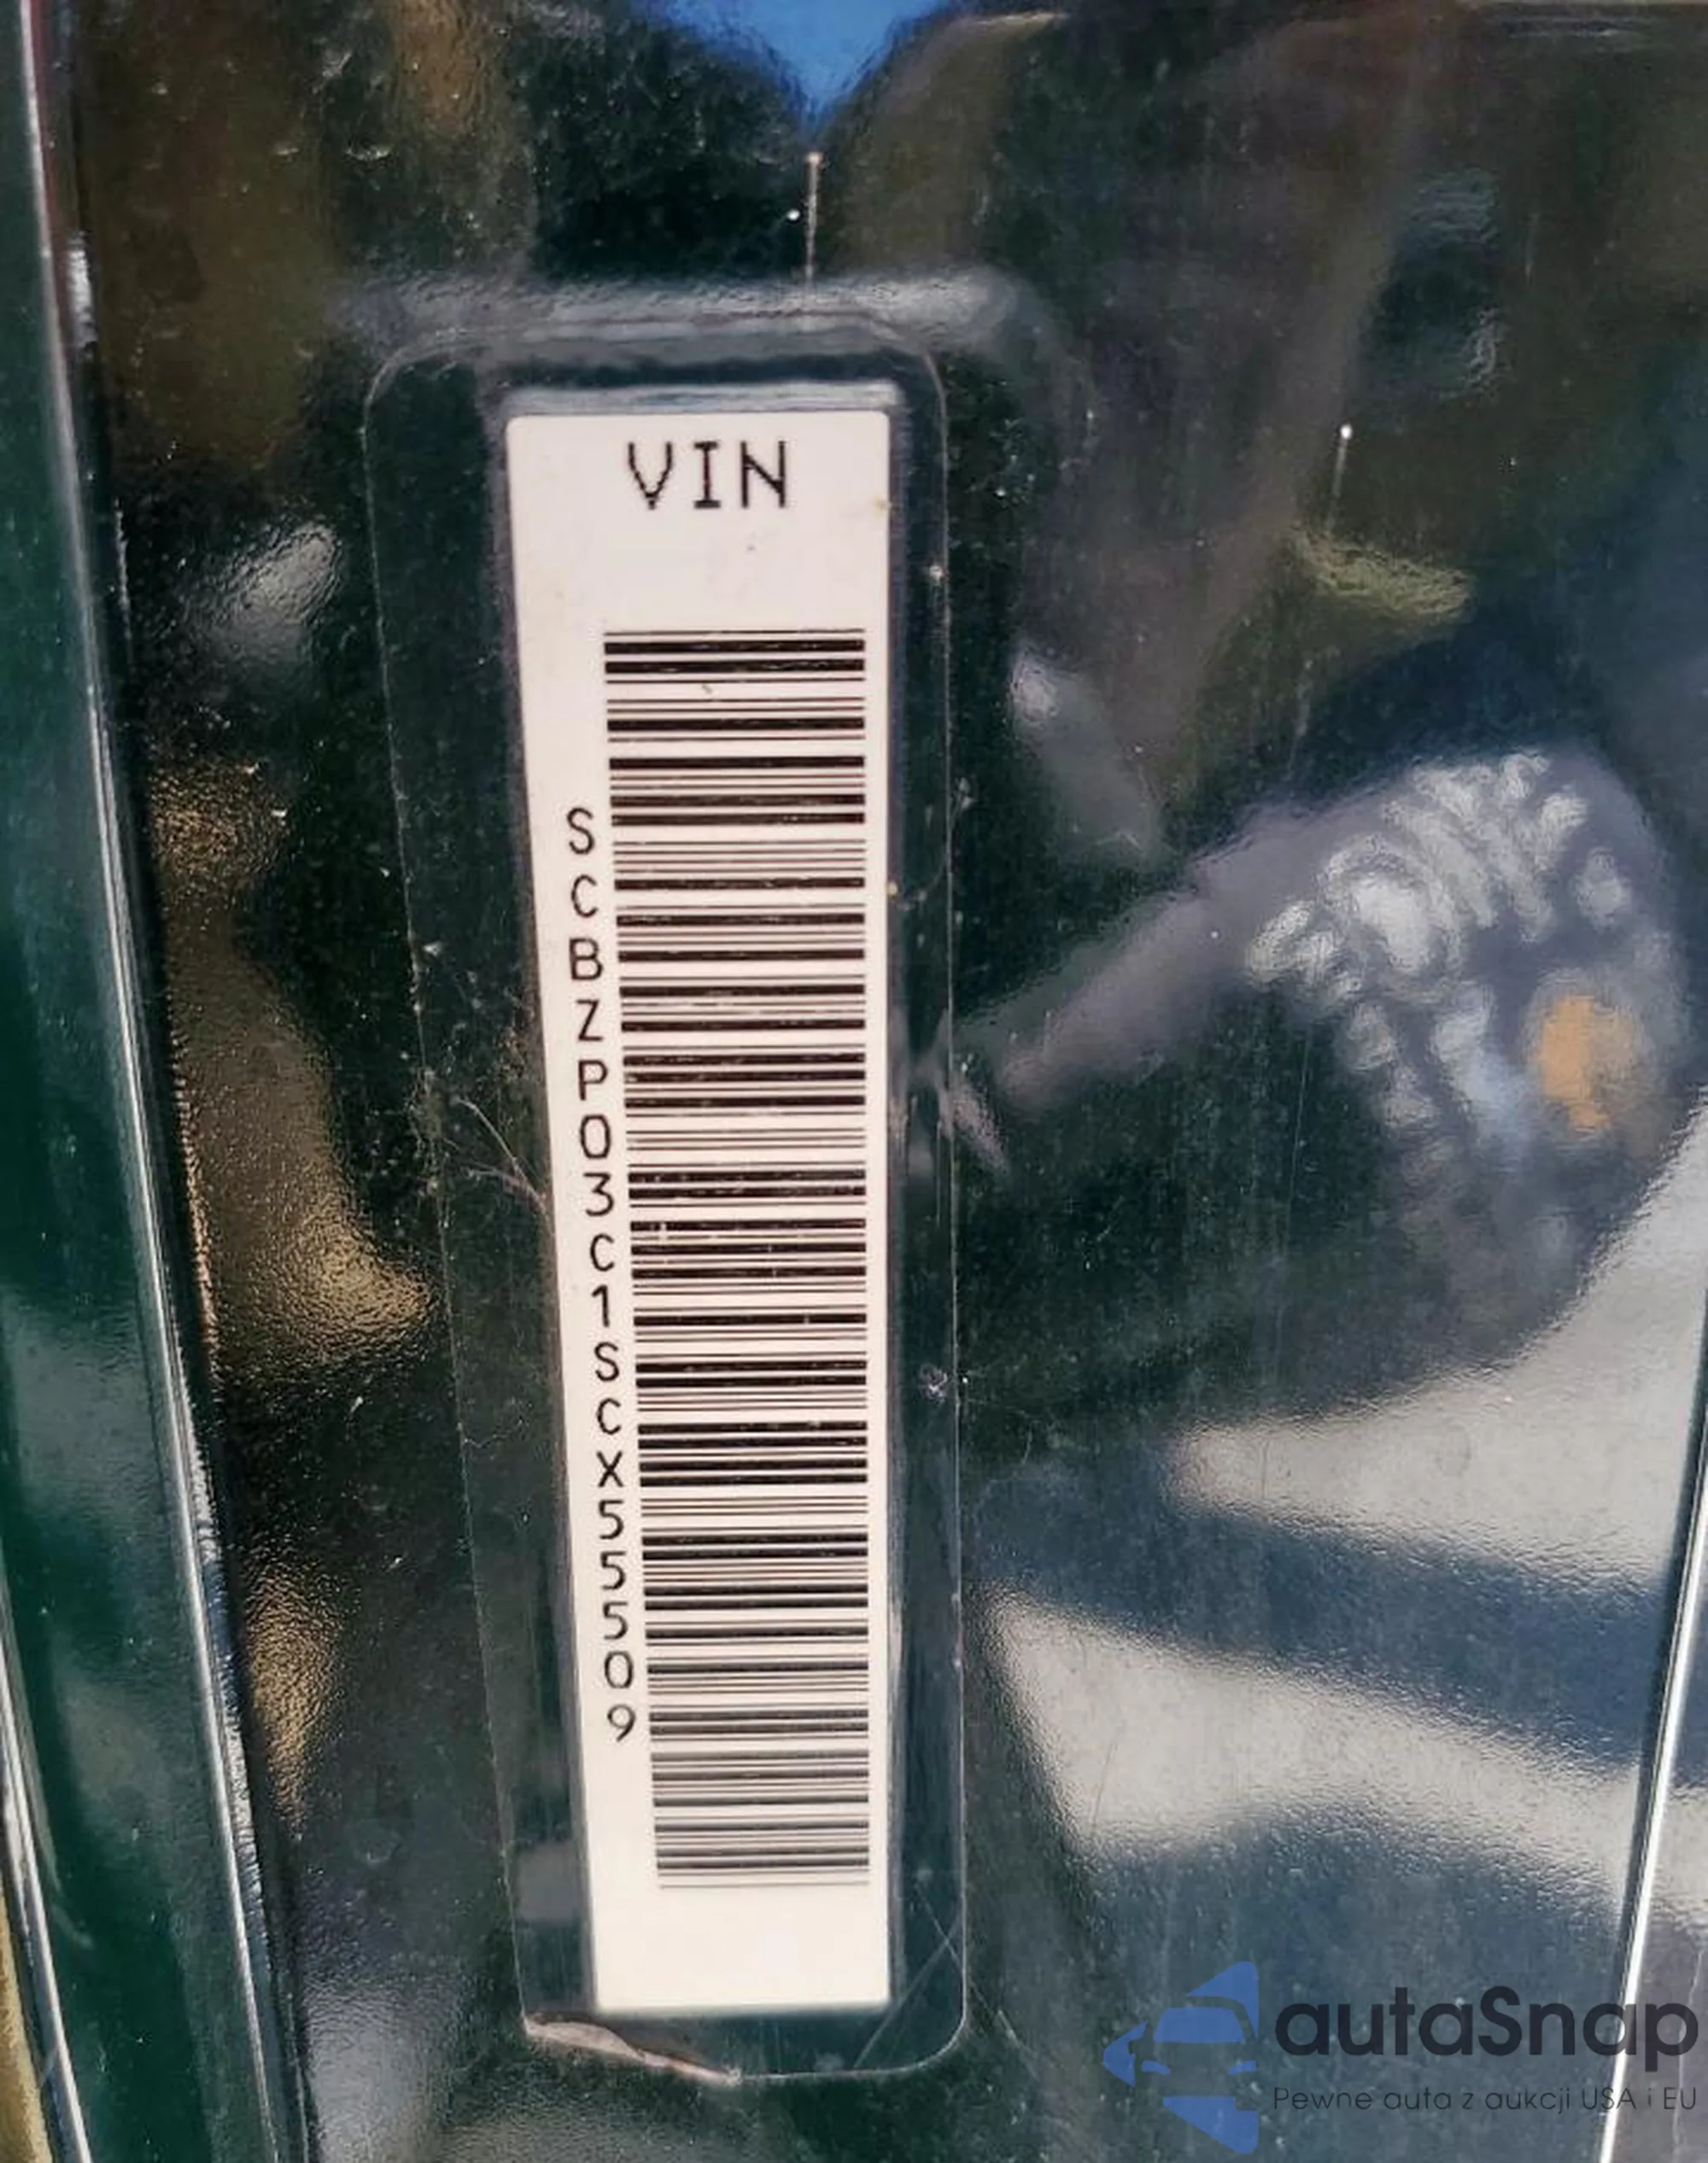 VIN
SCBZP03C1SCX55509
autaSnap
Pewne auta z aukcji USA i EU